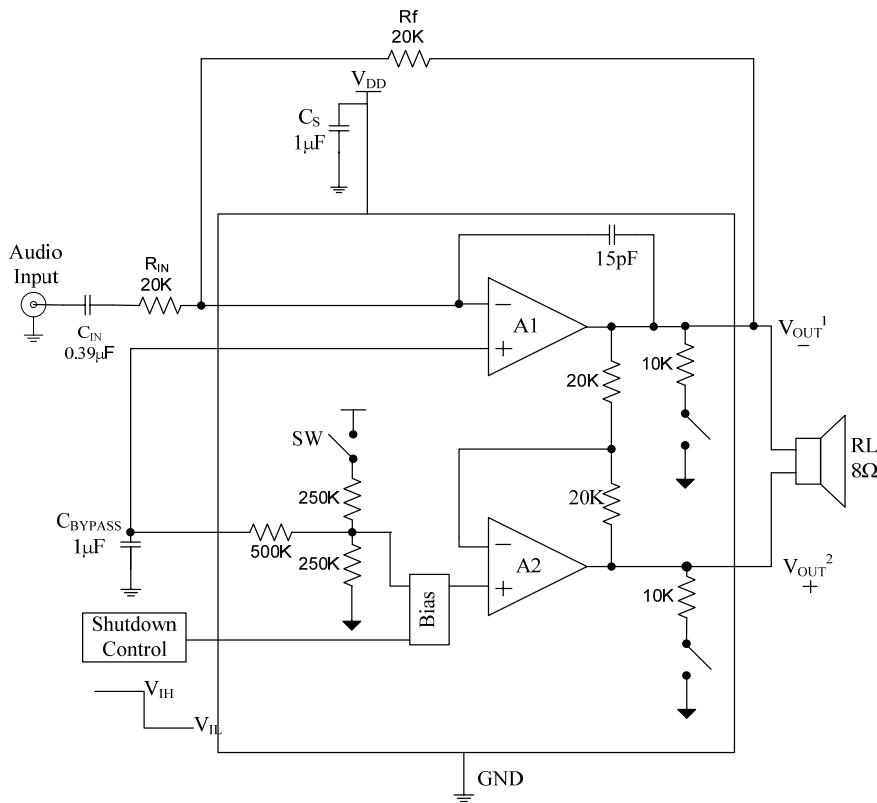 Rf
20K
V_DD
C_S
1µF
15pF
Audio
Input
R_IN
20K
C_IN
0.39µF
−
A1
+
V_OUT^1
−
20K
10K
SW
250K
RL
8Ω
20K
C_BYPASS
1µF
500K
250K
−
A2
+
V_OUT^2
+
10K
Bias
Shutdown
Control
V_IH
V_IL
GND